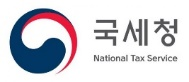 국세청
National Tax Service